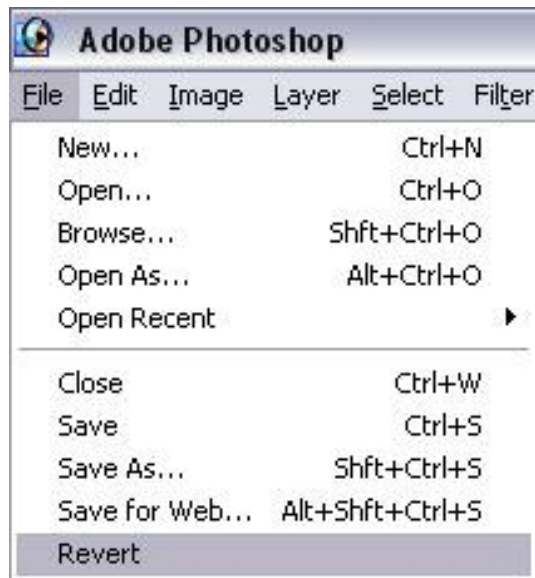 Adobe Photoshop
File Edit Image Layer Select Filter
New... Ctrl+N
Open... Ctrl+O
Browse... Shft+Ctrl+O
Open As... Alt+Ctrl+O
Open Recent
Close Ctrl+W
Save Ctrl+S
Save As... Shft+Ctrl+S
Save for Web... Alt+Shft+Ctrl+S
Revert